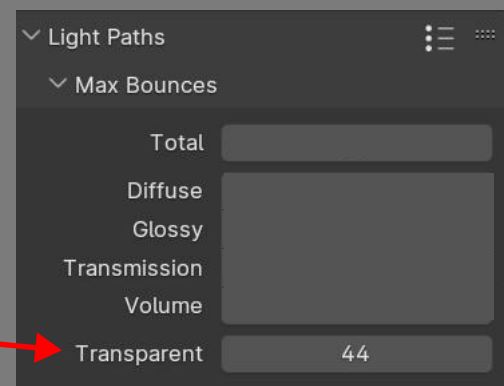 Light Paths
Max Bounces
Total
Diffuse
Glossy
Transmission
Volume
Transparent 44